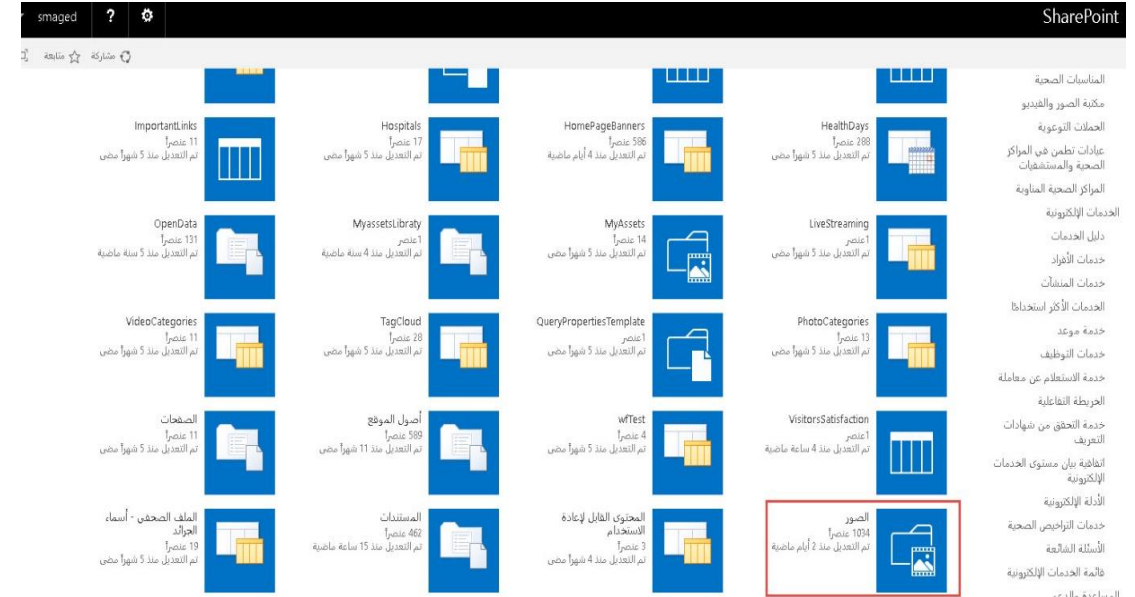 SharePoint
smaged ?
مشاركة
متابعة
المناسبات الصحية
مكتبة الصور والفيديو
الحملات التوعوية
عيادات تطمن في المراكز
الصحية والمستشفيات
المراكز الصحية المناوبة
الخدمات الإلكترونية
دليل الخدمات
خدمات الأفراد
خدمات المنشآت
الخدمات الأكثر استخدامًا
خدمة موعد
خدمات التوظيف
خدمة الاستعلام عن معاملة
الخريطة التفاعلية
خدمة التحقق من شهادات
التعريف
اتفاقية بيان مستوى الخدمات
الإلكترونية
الأدلة الإلكترونية
خدمات التراخيص الصحية
الأسئلة الشائعة
قائمة الخدمات الإلكترونية
المساعدة والدعم
HealthDays
288 عنصراً
تم التعديل منذ 5 شهراً مضى
HomePageBanners
586 عنصراً
تم التعديل منذ 4 أيام ماضية
Hospitals
17 عنصراً
تم التعديل منذ 5 شهراً مضى
ImportantLinks
11 عنصراً
تم التعديل منذ 5 شهراً مضى
LiveStreaming
1عنصر
تم التعديل منذ 5 شهراً مضى
MyAssets
14 عنصراً
تم التعديل منذ 5 شهراً مضى
MyassetsLibraty
1عنصر
تم التعديل منذ 4 سنة ماضية
OpenData
131 عنصراً
تم التعديل منذ 5 سنة ماضية
PhotoCategories
13 عنصراً
تم التعديل منذ 5 شهراً مضى
QueryPropertiesTemplate
1عنصر
تم التعديل منذ 5 شهراً مضى
TagCloud
28 عنصراً
تم التعديل منذ 5 شهراً مضى
VideoCategories
11 عنصراً
تم التعديل منذ 5 شهراً مضى
VisitorsSatisfaction
1عنصر
تم التعديل منذ 4 ساعة ماضية
wfTest
4 عنصراً
تم التعديل منذ 5 شهراً مضى
أصول الموقع
589 عنصراً
تم التعديل منذ 11 شهراً مضى
الصفحات
11 عنصراً
تم التعديل منذ 5 شهراً مضى
الصور
1034 عنصراً
تم التعديل منذ 2 أيام ماضية
المحتوى القابل لإعادة
الاستخدام
3 عنصراً
تم التعديل منذ 4 شهراً مضى
المستندات
462 عنصراً
تم التعديل منذ 15 ساعة ماضية
الملف الصحفي - أسماء
الجرائد
19 عنصراً
تم التعديل منذ 5 شهراً مضى